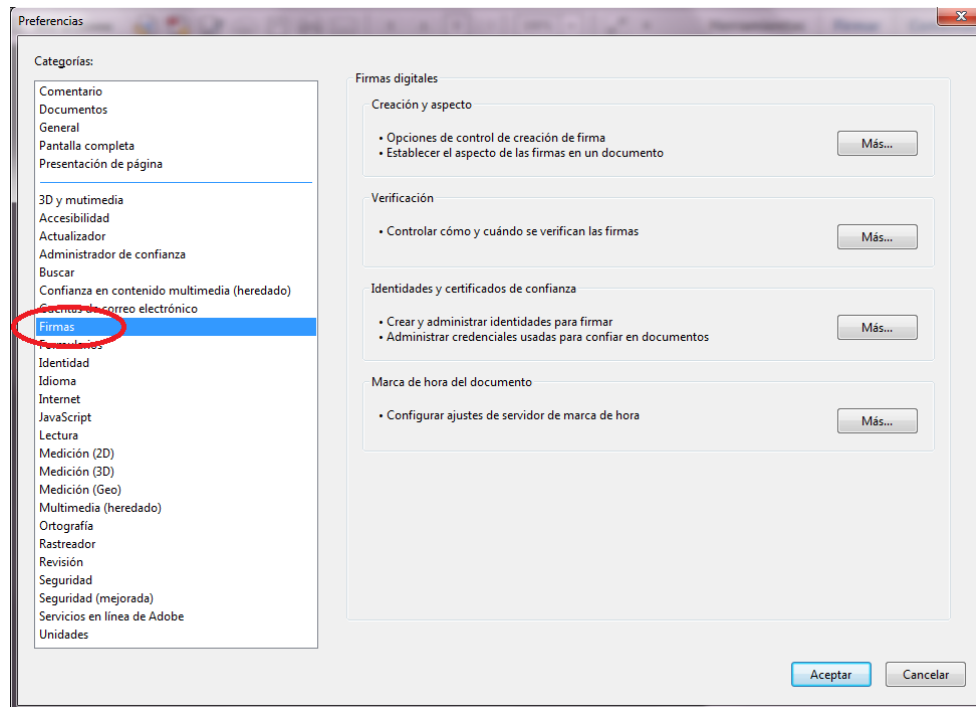 Preferencias
Categorías:
Comentario
Documentos
General
Pantalla completa
Presentación de página
3D y mutimedia
Accesibilidad
Actualizador
Administrador de confianza
Buscar
Confianza en contenido multimedia (heredado)
Cuentas de correo electrónico
Firmas
Formularios
Identidad
Idioma
Internet
JavaScript
Lectura
Medición (2D)
Medición (3D)
Medición (Geo)
Multimedia (heredado)
Ortografía
Rastreador
Revisión
Seguridad
Seguridad (mejorada)
Servicios en línea de Adobe
Unidades
Firmas digitales
Creación y aspecto
• Opciones de control de creación de firma
• Establecer el aspecto de las firmas en un documento
Más...
Verificación
• Controlar cómo y cuándo se verifican las firmas
Más...
Identidades y certificados de confianza
• Crear y administrar identidades para firmar
• Administrar credenciales usadas para confiar en documentos
Más...
Marca de hora del documento
• Configurar ajustes de servidor de marca de hora
Más...
Aceptar
Cancelar